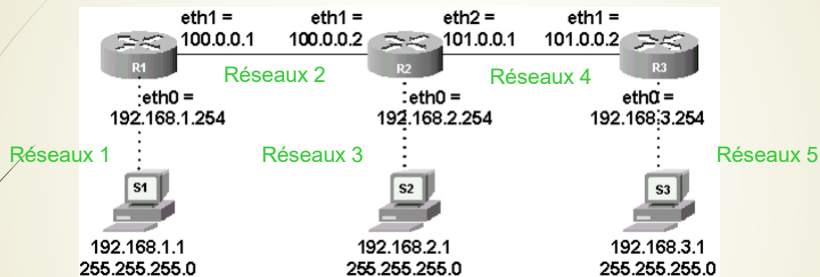 eth1 = 
100.0.0.1
eth1 =
100.0.0.2
eth2 =
101.0.0.1
eth1 =
101.0.0.2
R1
R2
R3
Réseaux 2
Réseaux 4
eth0 =
192.168.1.254
eth0 =
192.168.2.254
eth0 =
192.168.3.254
Réseaux 1
Réseaux 3
Réseaux 5
S1
S2
S3
192.168.1.1
255.255.255.0
192.168.2.1
255.255.255.0
192.168.3.1
255.255.255.0